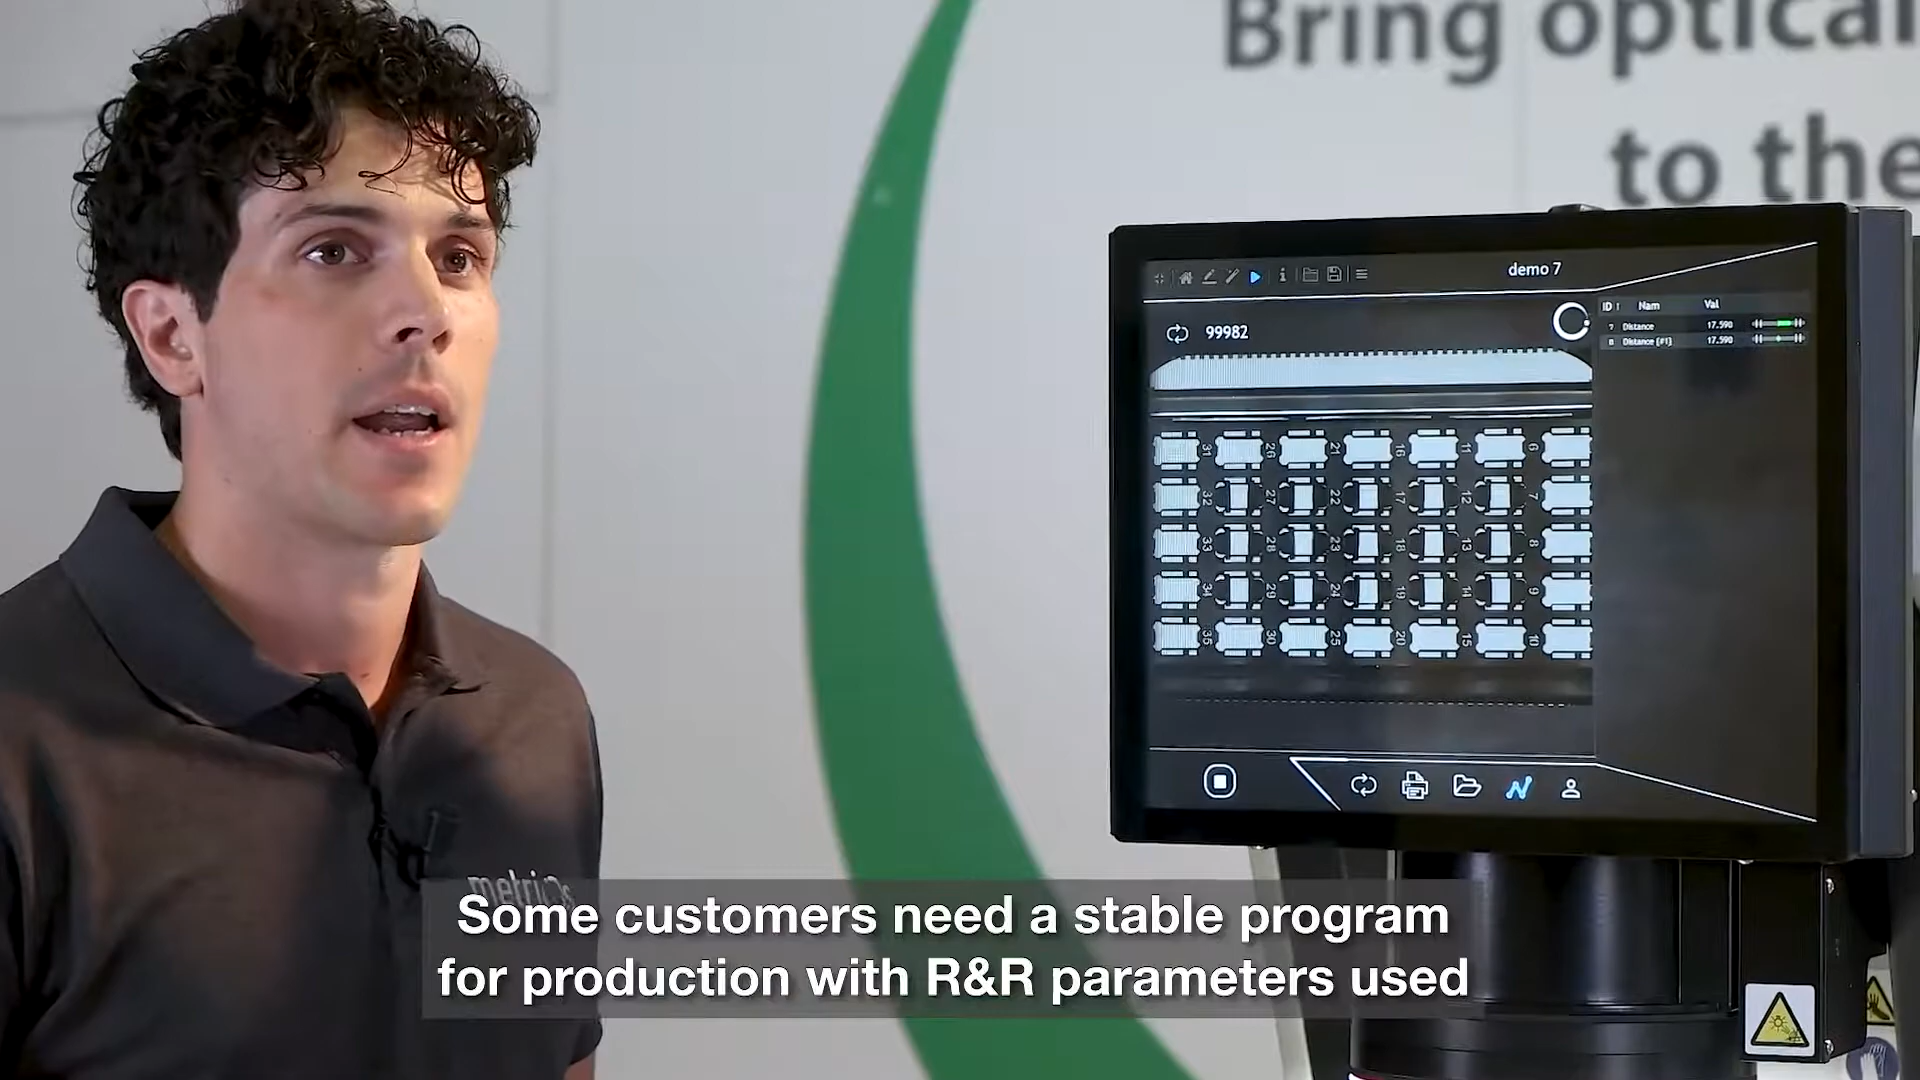 Bring optical
to the
demo 7
99982
ID Nam Val
7 Distance 17.590
8 Distance (#1) 17.590
31 26 21 16 11 6
32 27 22 17 12 7
33 28 23 18 13 8
34 29 24 19 14 9
35 30 25 20 15 10
metriOs
Some customers need a stable program
for production with R&R parameters used